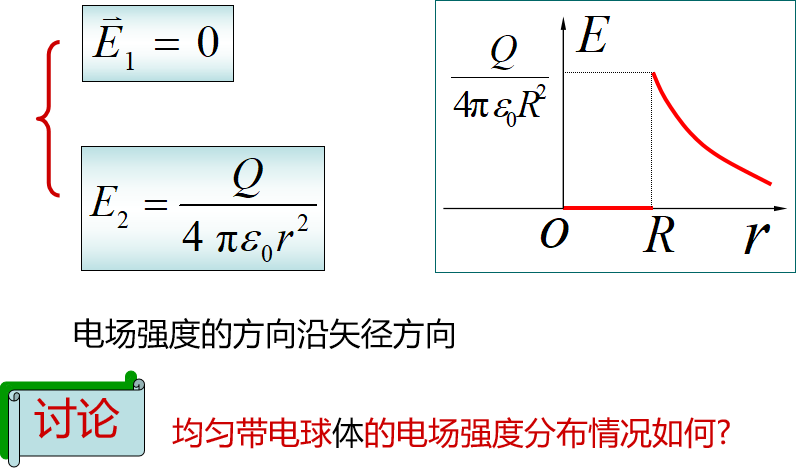 $\vec{E}_1 = 0$
$E_2 = \frac{Q}{4 \pi \varepsilon_0 r^2}$
$E$
$\frac{Q}{4\pi \varepsilon_0 R^2}$
$o$ $R$ $r$
电场强度的方向沿矢径方向
讨论
均匀带电球体的电场强度分布情况如何?